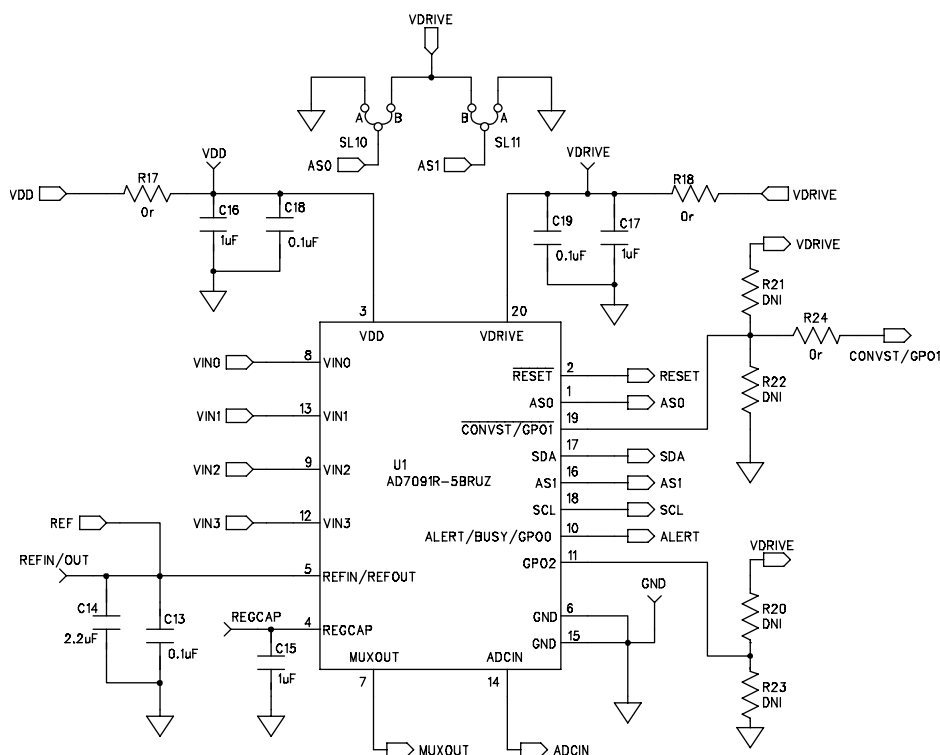 VDRIVE
A
B
B
A
SL10
SL11
AS0
AS1
VDD
VDRIVE
VDD
R17
0r
C16
1uF
C18
0.1uF
C19
0.1uF
C17
1uF
R18
0r
VDRIVE
VDRIVE
R21
DNI
R24
0r
CONVST/GPO1
R22
DNI
3
20
VDD
VDRIVE
VIN0
8
VIN0
VIN1
13
VIN1
VIN2
9
VIN2
VIN3
12
VIN3
U1
AD7091R-5BRUZ
RESET
2
RESET
AS0
1
AS0
CONVST/GPO1
19
SDA
17
SDA
AS1
16
AS1
SCL
18
SCL
ALERT/BUSY/GPO0
10
ALERT
GPO2
11
REF
REFIN/OUT
5
REFIN/REFOUT
C14
2.2uF
C13
0.1uF
REGCAP
4
REGCAP
C15
1uF
GND
GND
6
GND
15
VDRIVE
R20
DNI
R23
DNI
MUXOUT
ADCIN
7
14
MUXOUT
ADCIN